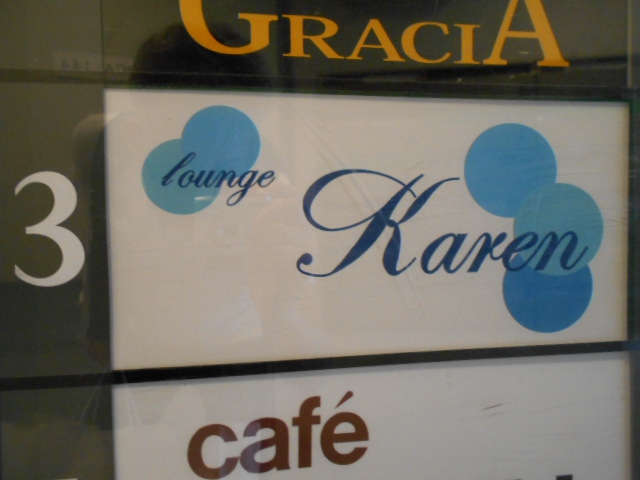 GRACIA
3
lounge
Karen
café